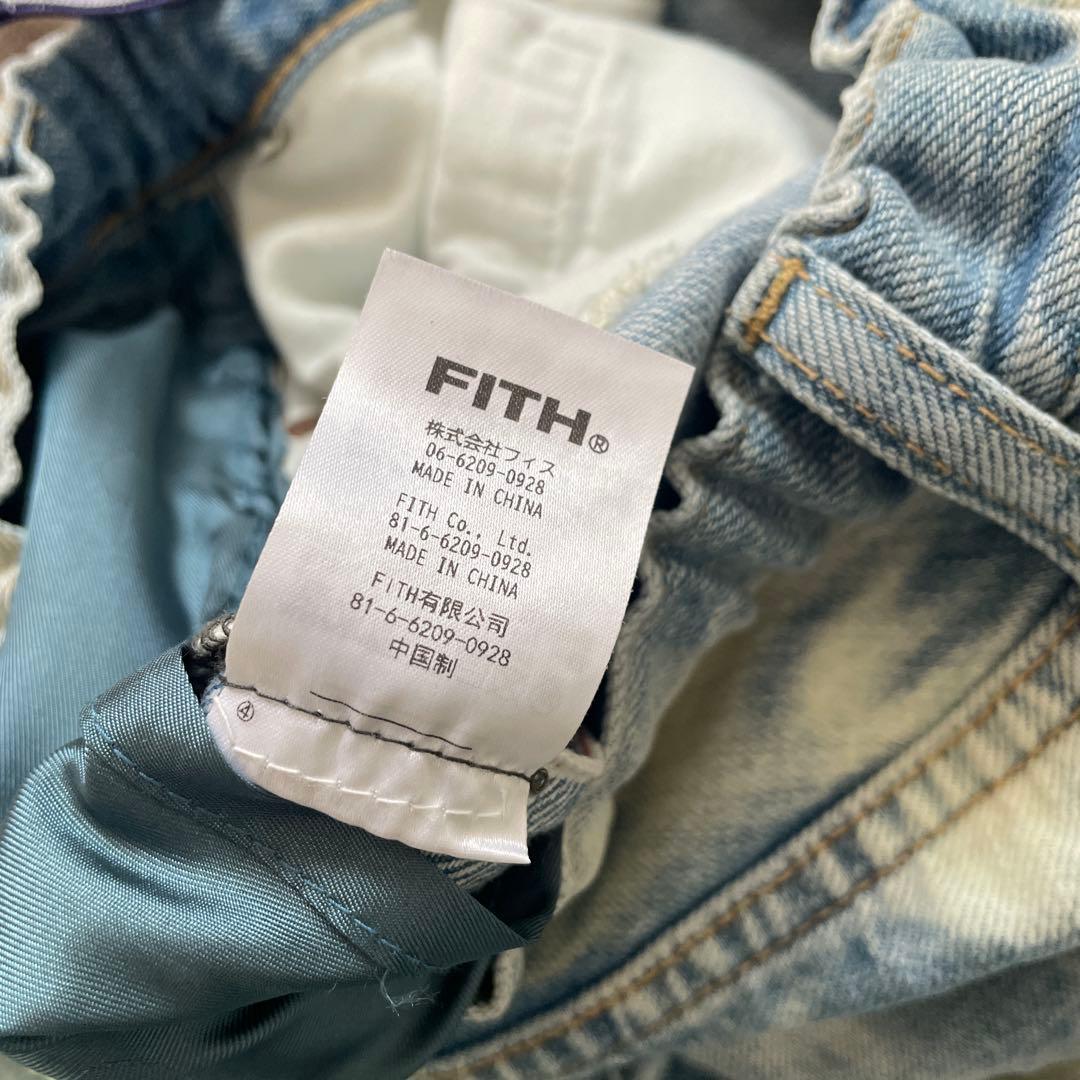 FITH®
株式会社フィス
06-6209-0928
MADE IN CHINA
FITH Co., Ltd.
81-6-6209-0928
MADE IN CHINA
FITH有限公司
81-6-6209-0928
中国制
④